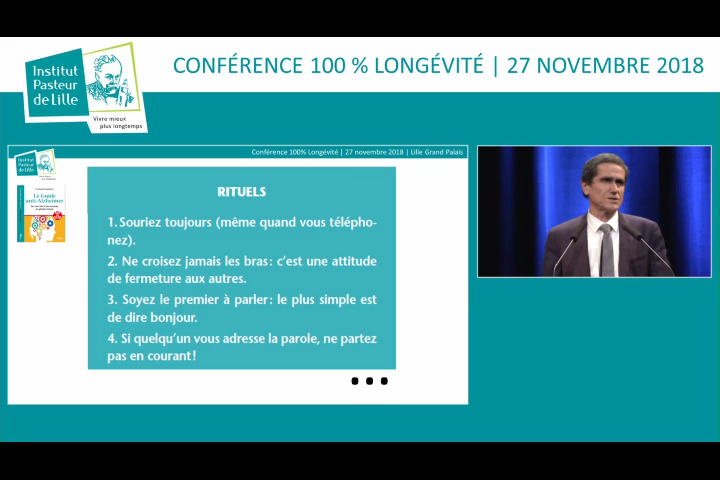 CONFÉRENCE 100 % LONGÉVITÉ | 27 NOVEMBRE 2018
Institut
Pasteur
de Lille
Vivre mieux
plus longtemps
Conférence 100% Longévité | 27 novembre 2018 | Lille Grand Palais
Institut
Pasteur
de Lille
Le Guide
anti-Alzheimer
RITUELS
1. Souriez toujours (même quand vous télépho-
nez).
2. Ne croisez jamais les bras : c'est une attitude
de fermeture aux autres.
3. Soyez le premier à parler : le plus simple est
de dire bonjour.
4. Si quelqu'un vous adresse la parole, ne partez
pas en courant !
...